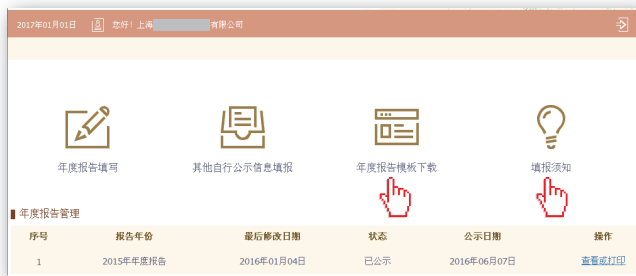 2017年01月01日 您好！上海 有限公司
年度报告填写 其他自行公示信息填报 年度报告模板下载 填报须知
年度报告管理
序号 报告年份 最后修改日期 状态 公示日期 操作
1 2015年年度报告 2016年01月04日 已公示 2016年06月07日 查看或打印